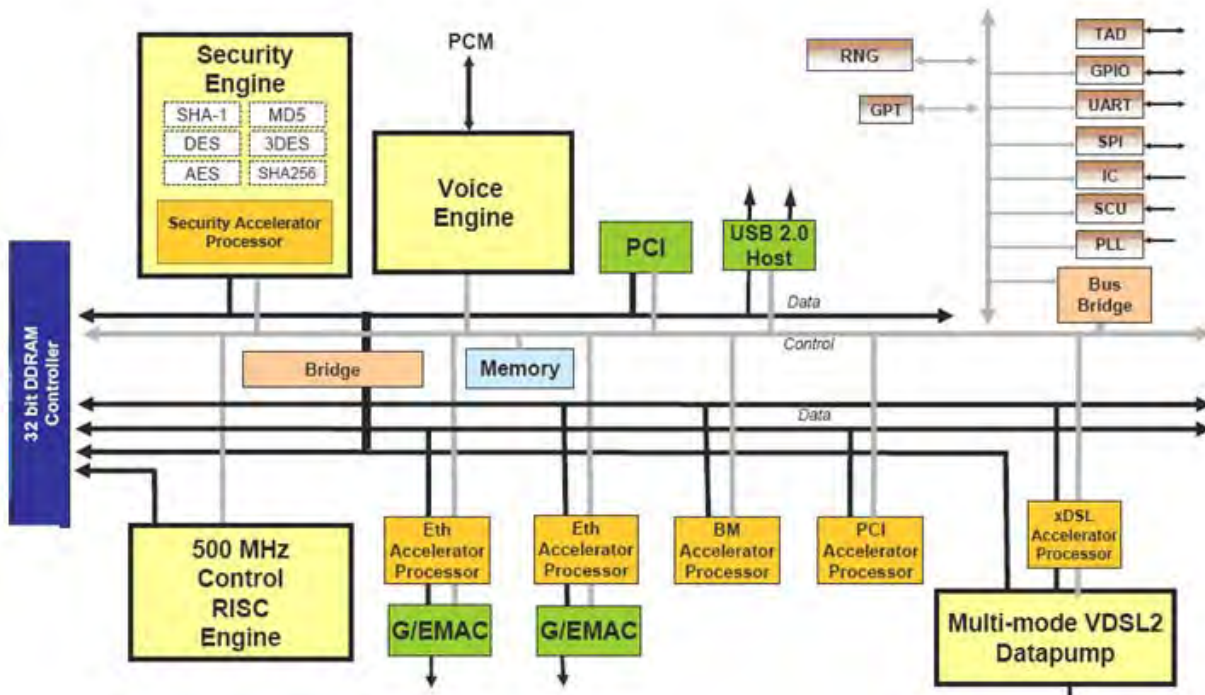 Security
Engine
SHA-1
MD5
DES
3DES
AES
SHA256
Security Accelerator
Processor
PCM
Voice
Engine
PCI
USB 2.0
Host
RNG
GPT
TAD
GPIO
UART
SPI
IC
SCU
PLL
Bus
Bridge
Data
Control
32 bit DDRAM
Controller
Bridge
Memory
Data
500 MHz
Control
RISC
Engine
Eth
Accelerator
Processor
Eth
Accelerator
Processor
BM
Accelerator
Processor
PCI
Accelerator
Processor
xDSL
Accelerator
Processor
G/EMAC
G/EMAC
Multi-mode VDSL2
Datapump